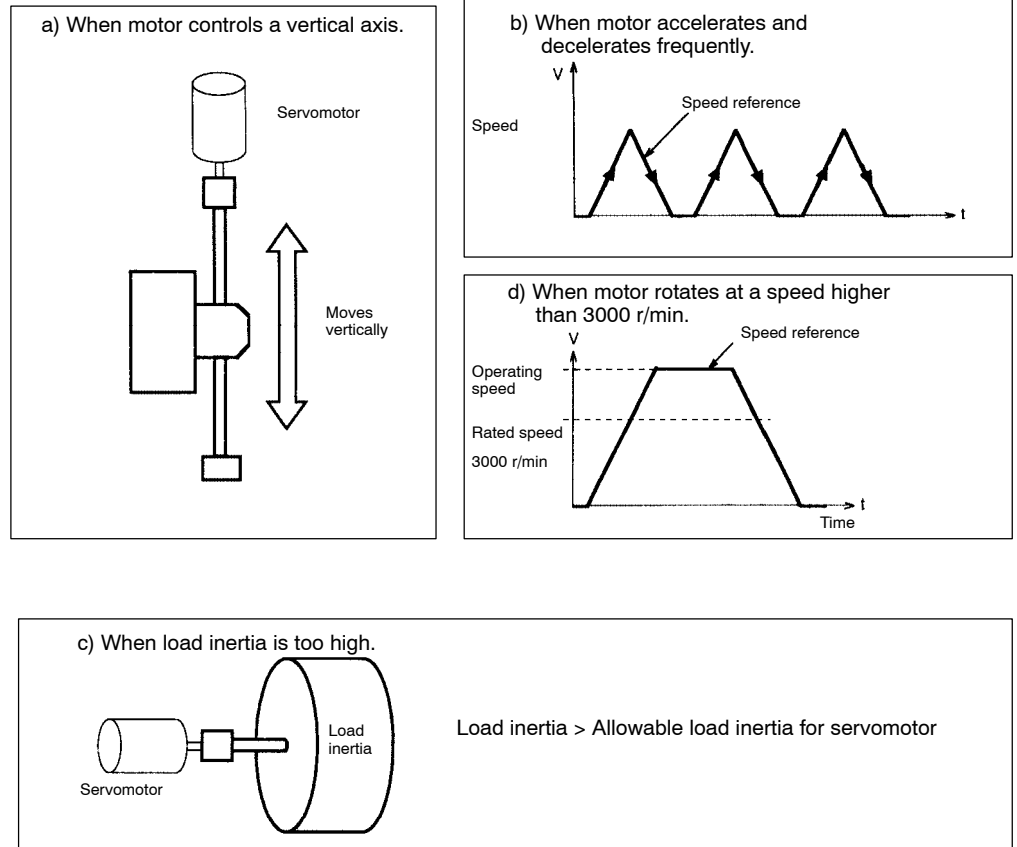 a) When motor controls a vertical axis.
Servomotor
Moves
vertically
b) When motor accelerates and
decelerates frequently.
V
Speed reference
Speed
t
d) When motor rotates at a speed higher
than 3000 r/min.
V
Speed reference
Operating
speed
Rated speed
3000 r/min
t
Time
c) When load inertia is too high.
Load
inertia
Servomotor
Load inertia > Allowable load inertia for servomotor